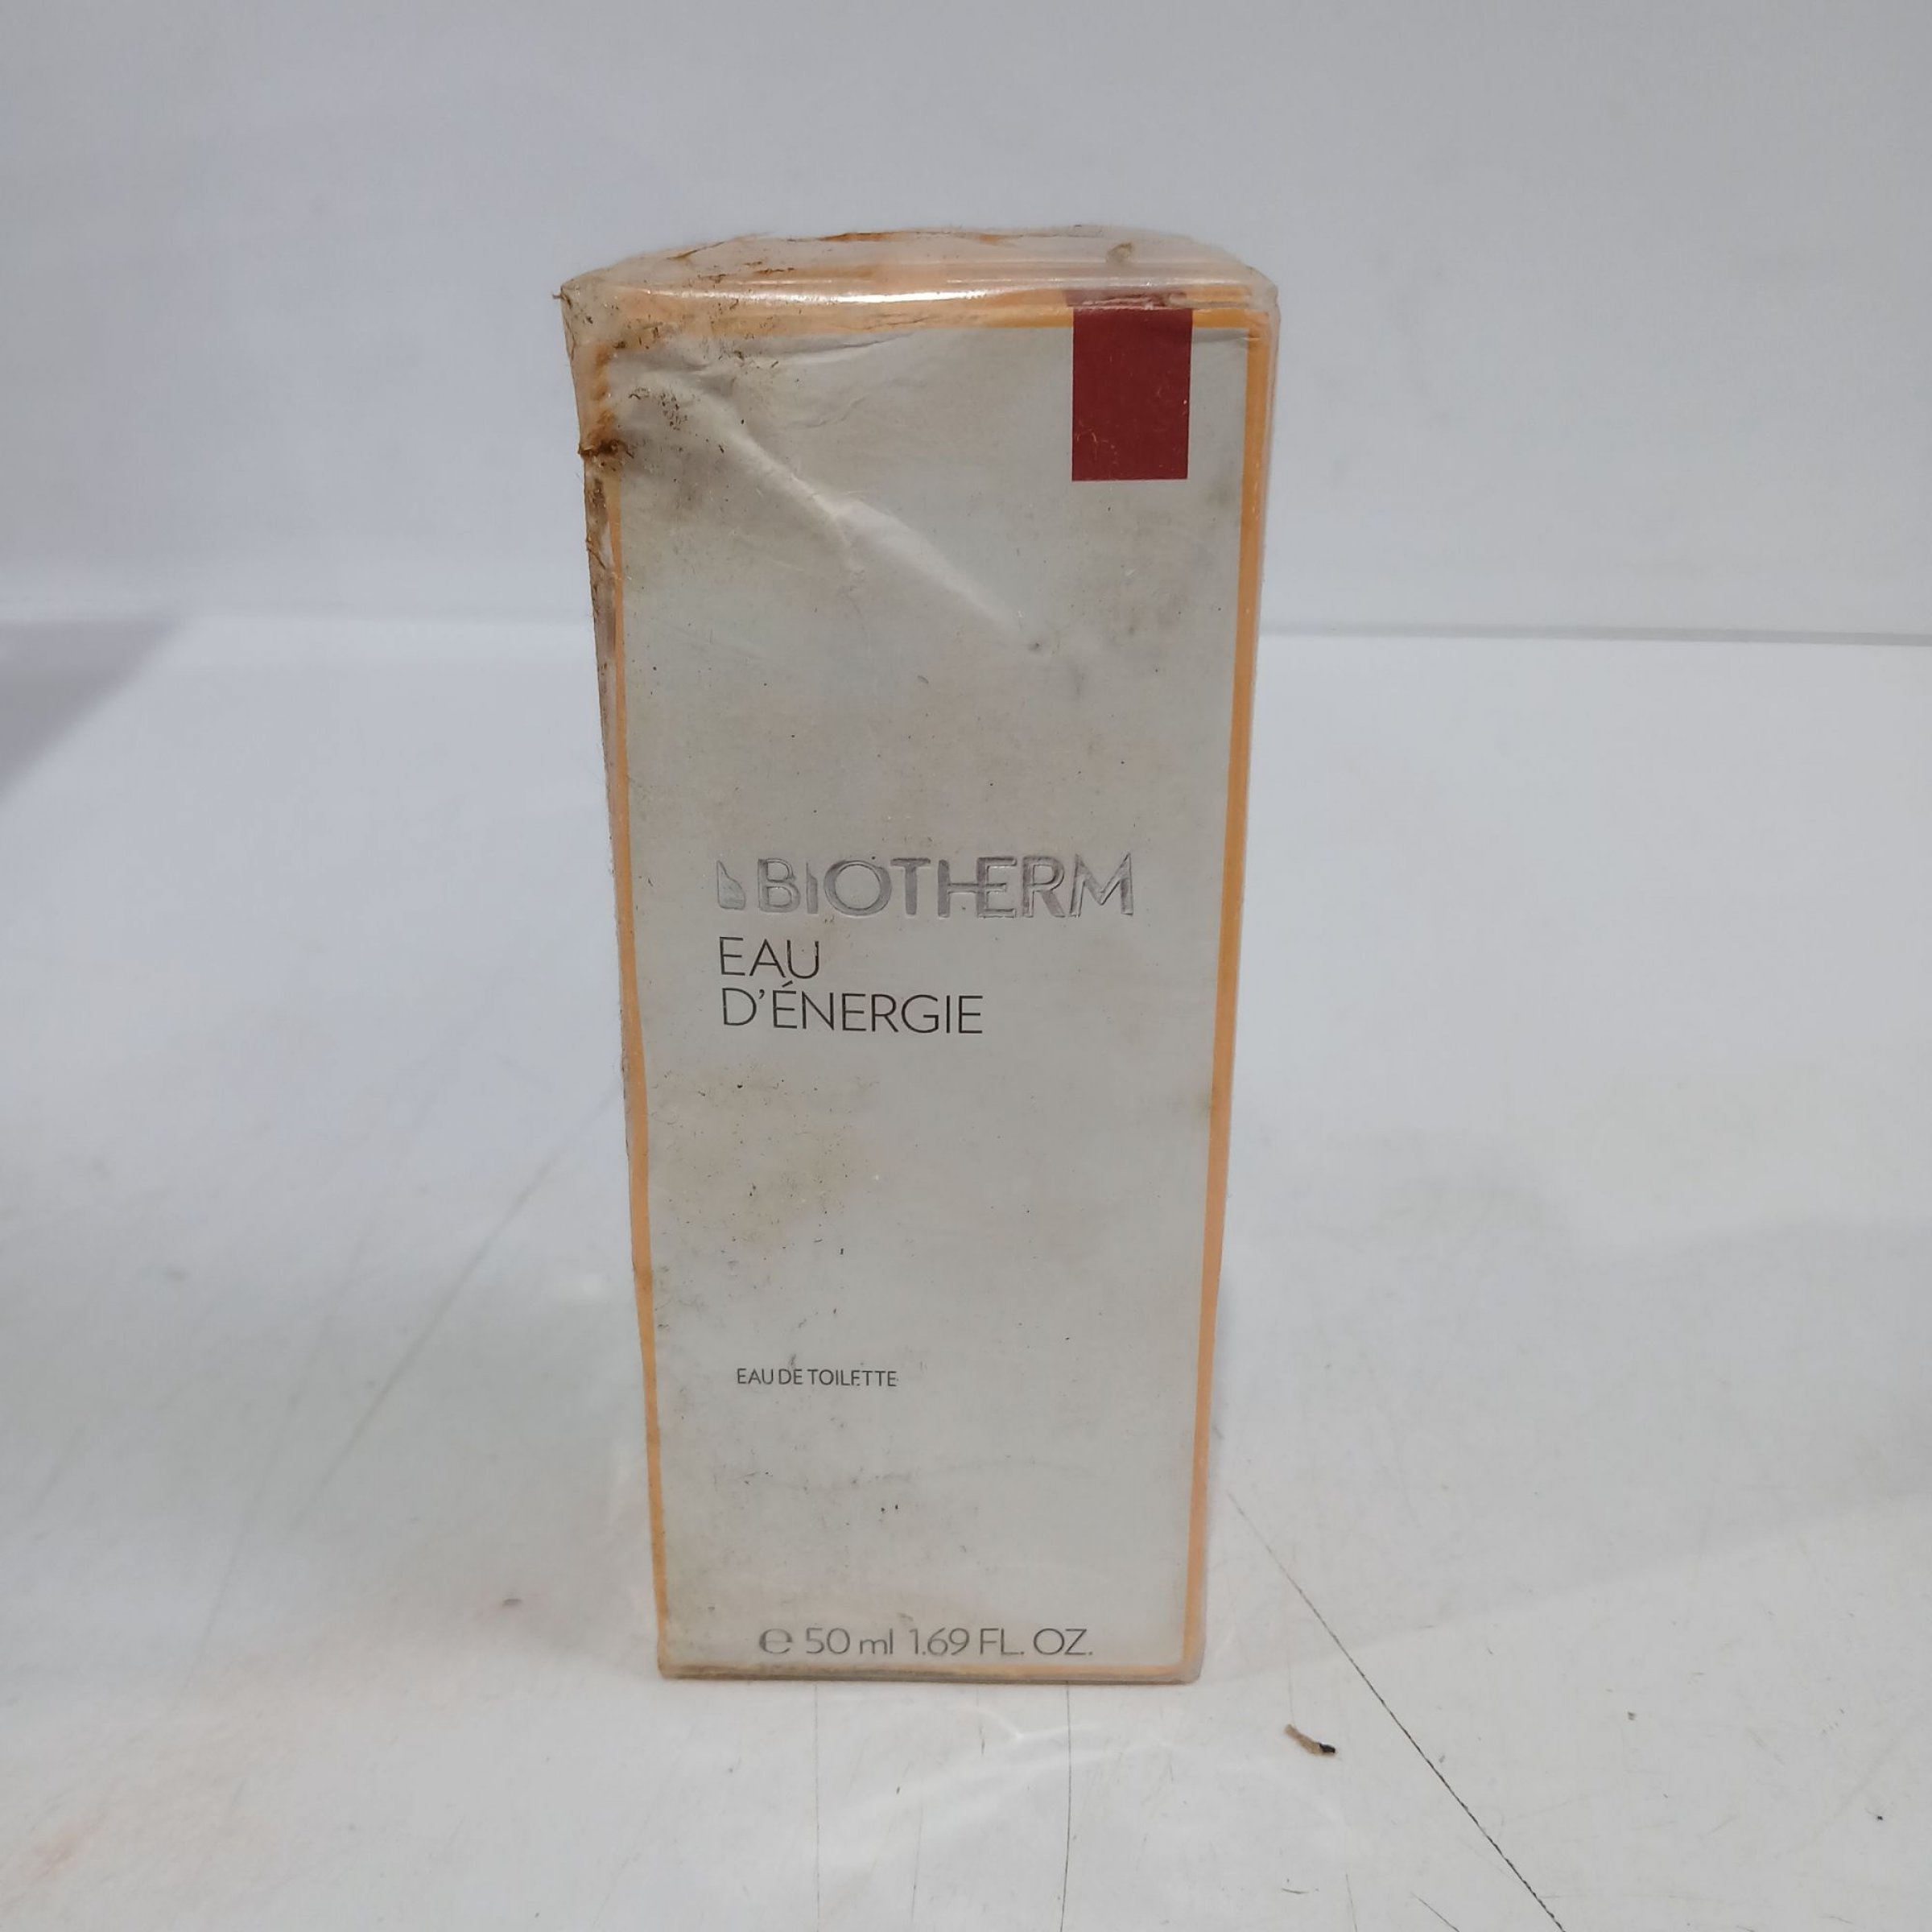 BIOTHERM
EAU
D'ÉNERGIE
EAU DE TOILETTE
℮ 50 ml 1.69 FL. OZ.